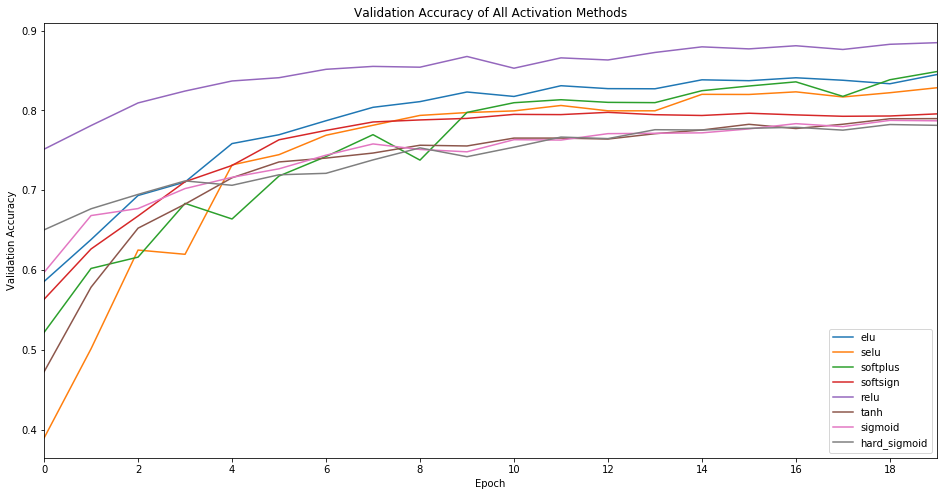 Validation Accuracy of All Activation Methods
0.9
0.8
0.7
0.6
0.5
0.4
Validation Accuracy
0 2 4 6 8 10 12 14 16 18
Epoch
elu
selu
softplus
softsign
relu
tanh
sigmoid
hard_sigmoid